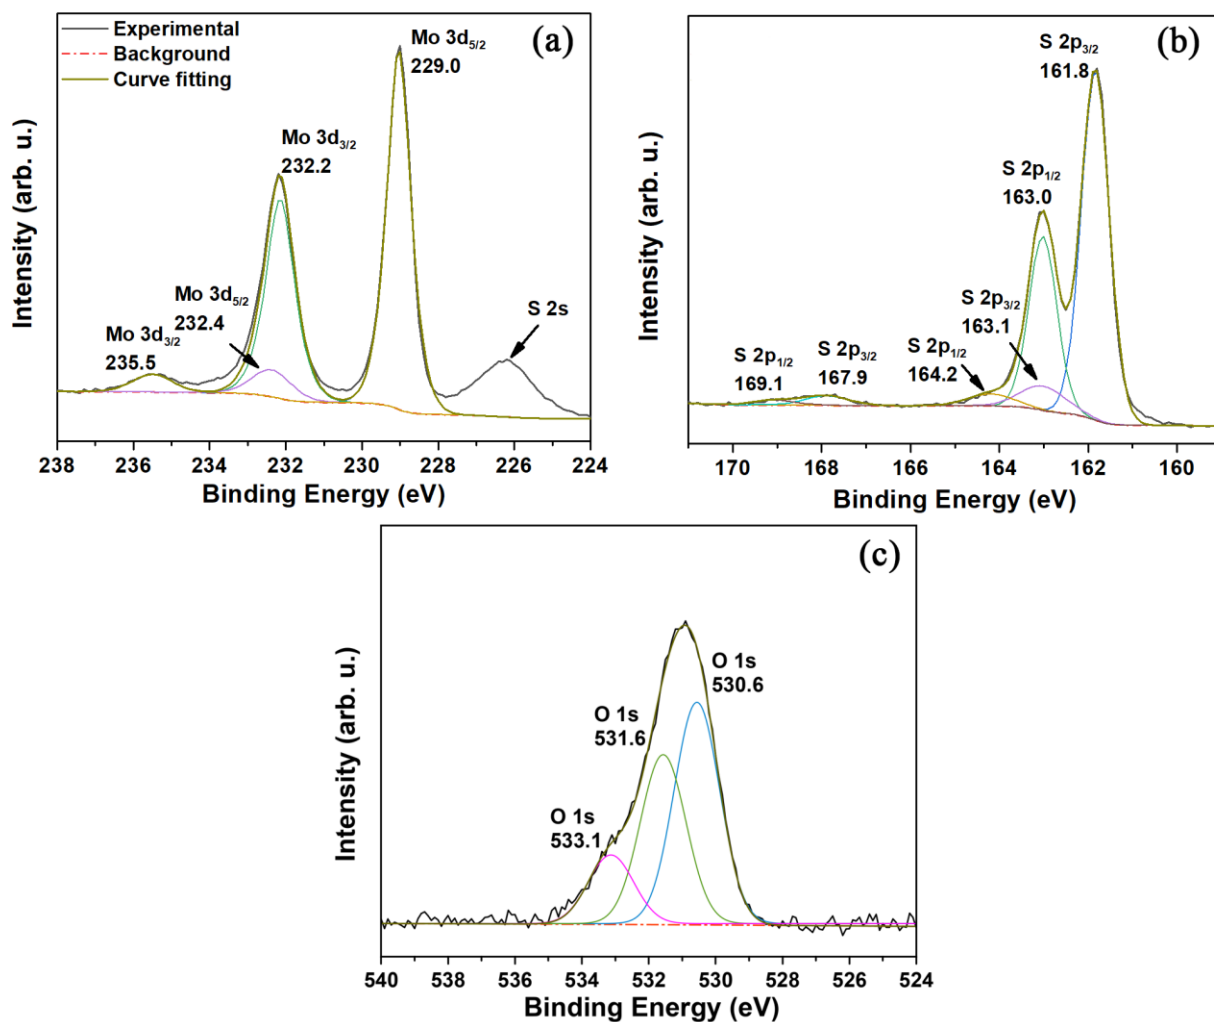 Experimental
Background
Curve fitting
(a)
Mo 3d5/2
229.0
Mo 3d3/2
232.2
Mo 3d5/2
232.4
Mo 3d3/2
235.5
S 2s
Intensity (arb. u.)
238 236 234 232 230 228 226 224
Binding Energy (eV)
(b)
S 2p3/2
161.8
S 2p1/2
163.0
S 2p3/2
163.1
S 2p1/2
164.2
S 2p3/2
167.9
S 2p1/2
169.1
Intensity (arb. u.)
170 168 166 164 162 160
Binding Energy (eV)
(c)
O 1s
530.6
O 1s
531.6
O 1s
533.1
Intensity (arb. u.)
540 538 536 534 532 530 528 526 524
Binding Energy (eV)